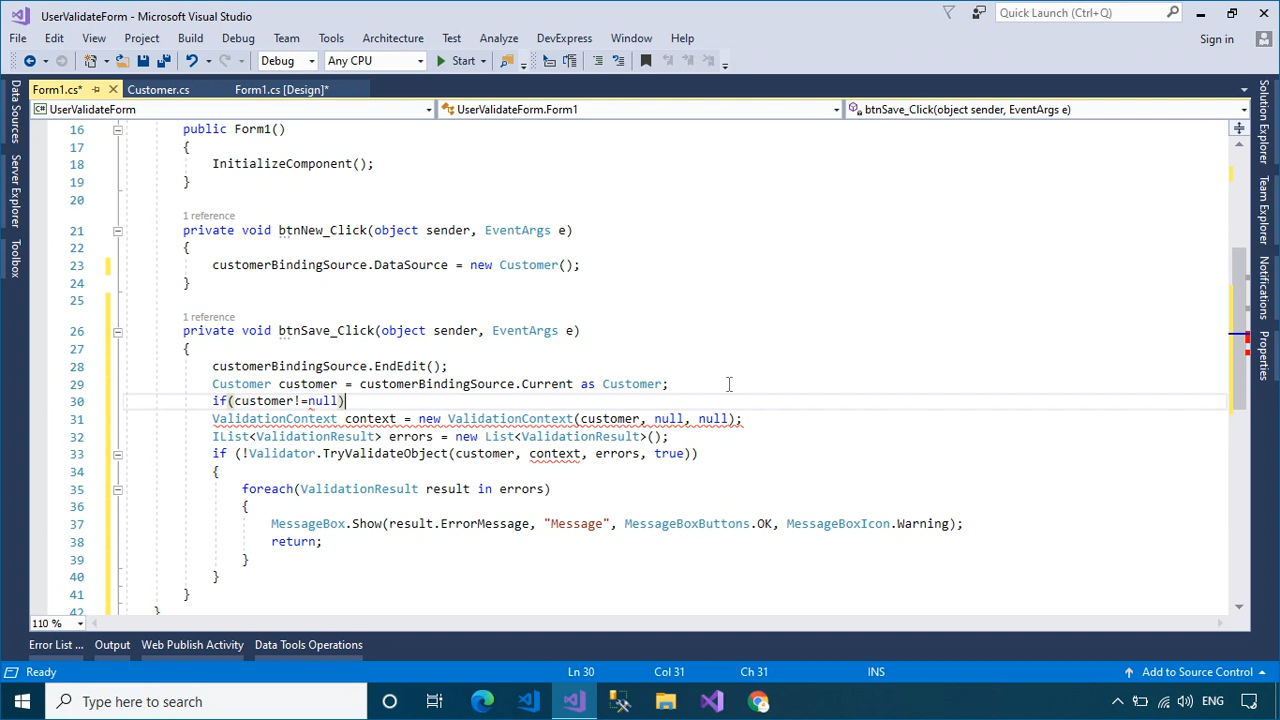 UserValidateForm - Microsoft Visual Studio
Quick Launch (Ctrl+Q)
File Edit View Project Build Debug Team Tools Architecture Test Analyze DevExpress Window Help
Sign in
Debug Any CPU Start
Form1.cs* Customer.cs Form1.cs [Design]*
UserValidateForm UserValidateForm.Form1 btnSave_Click(object sender, EventArgs e)
Data Sources
Server Explorer
Toolbox
16 public Form1()
17 {
18 InitializeComponent();
19 }
20
1 reference
21 private void btnNew_Click(object sender, EventArgs e)
22 {
23 customerBindingSource.DataSource = new Customer();
24 }
25
1 reference
26 private void btnSave_Click(object sender, EventArgs e)
27 {
28 customerBindingSource.EndEdit();
29 Customer customer = customerBindingSource.Current as Customer;
30 if(customer!=null)
31 ValidationContext context = new ValidationContext(customer, null, null);
32 IList<ValidationResult> errors = new List<ValidationResult>();
33 if (!Validator.TryValidateObject(customer, context, errors, true))
34 {
35 foreach(ValidationResult result in errors)
36 {
37 MessageBox.Show(result.ErrorMessage, "Message", MessageBoxButtons.OK, MessageBoxIcon.Warning);
38 return;
39 }
40 }
41 }
42 }
Solution Explorer
Team Explorer
Notifications
Properties
110 %
Error List ... Output Web Publish Activity Data Tools Operations
Ready Ln 30 Col 31 Ch 31 INS Add to Source Control
Type here to search
ENG